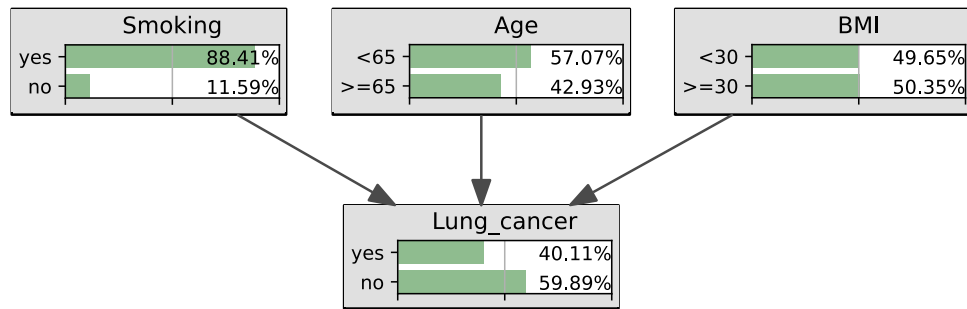 Smoking
yes 88.41%
no 11.59%
Age
<65 57.07%
>=65 42.93%
BMI
<30 49.65%
>=30 50.35%
Lung_cancer
yes 40.11%
no 59.89%